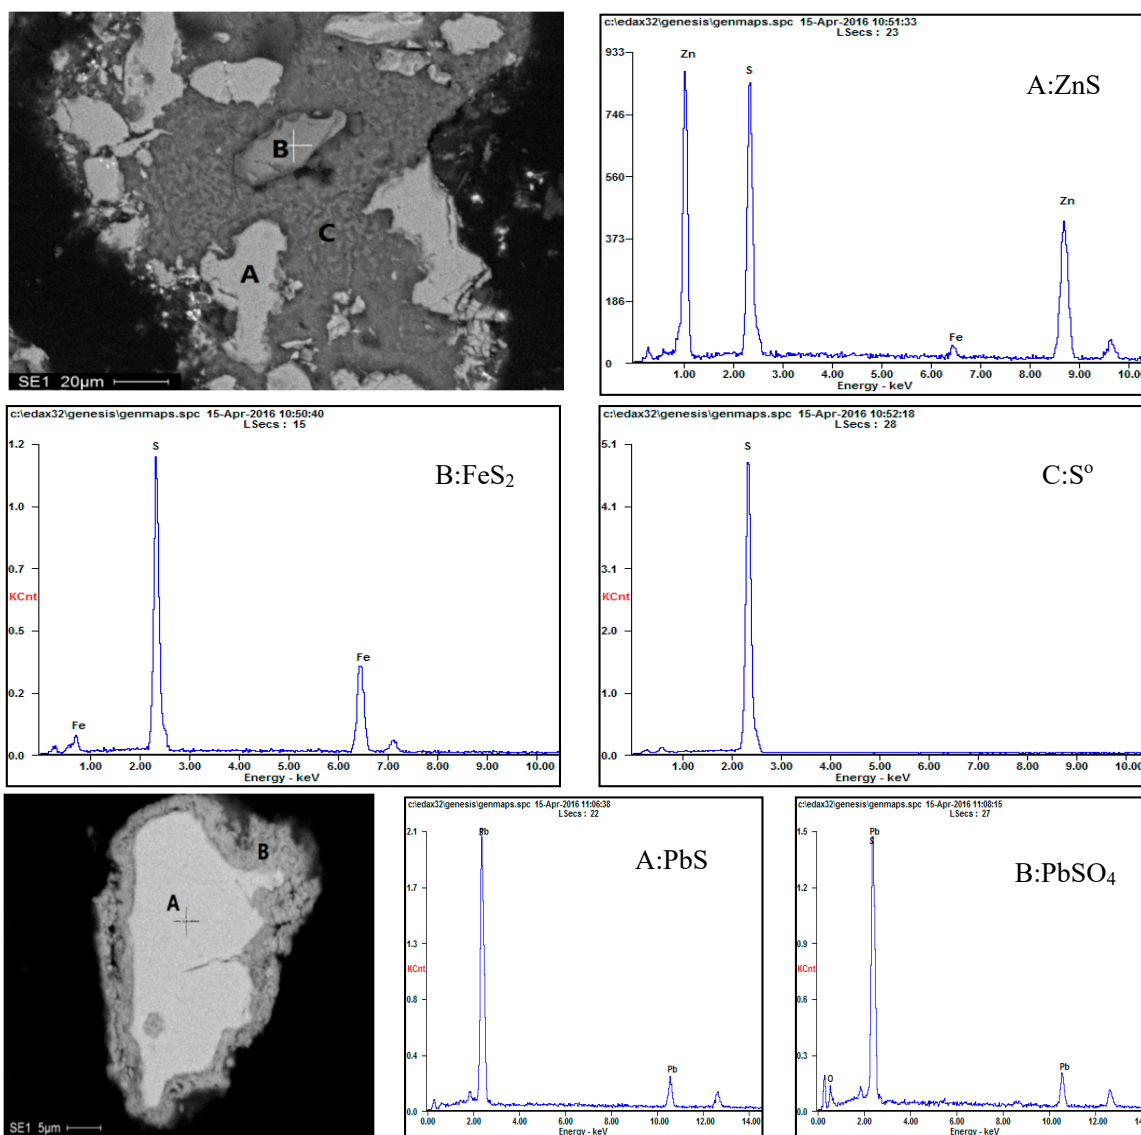 B
C
A
SE1 20µm
c:\edax32\genesis\genmaps.spc 15-Apr-2016 10:51:33
LSecs : 23
933
746
560
373
186
0
Zn
S
Fe
Zn
A:ZnS
1.00 2.00 3.00 4.00 5.00 6.00 7.00 8.00 9.00 10.0
Energy - keV
c:\edax32\genesis\genmaps.spc 15-Apr-2016 10:50:40
LSecs : 15
1.2
1.0
0.7
KCnt
0.5
0.2
0.0
Fe
S
Fe
B:FeS₂
1.00 2.00 3.00 4.00 5.00 6.00 7.00 8.00 9.00 10.00
Energy - keV
c:\edax32\genesis\genmaps.spc 15-Apr-2016 10:52:18
LSecs : 28
5.1
4.1
3.1
KCnt
2.0
1.0
0.0
S
C:Sº
1.00 2.00 3.00 4.00 5.00 6.00 7.00 8.00 9.00 10.0
Energy - keV
B
A
SE1 5µm
c:\edax32\genesis\genmaps.spc 15-Apr-2016 11:06:38
LSecs : 22
2.1
1.7
1.3
KCnt
0.8
0.4
0.0
Pb
Pb
A:PbS
0.00 2.00 4.00 6.00 8.00 10.00 12.00 14.00
Energy - keV
c:\edax32\genesis\genmaps.spc 15-Apr-2016 11:08:15
LSecs : 27
1.5
1.2
0.9
KCnt
0.6
0.3
0.0
O
Pb
S
Pb
B:PbSO₄
0.00 2.00 4.00 6.00 8.00 10.00 12.00
Energy - keV